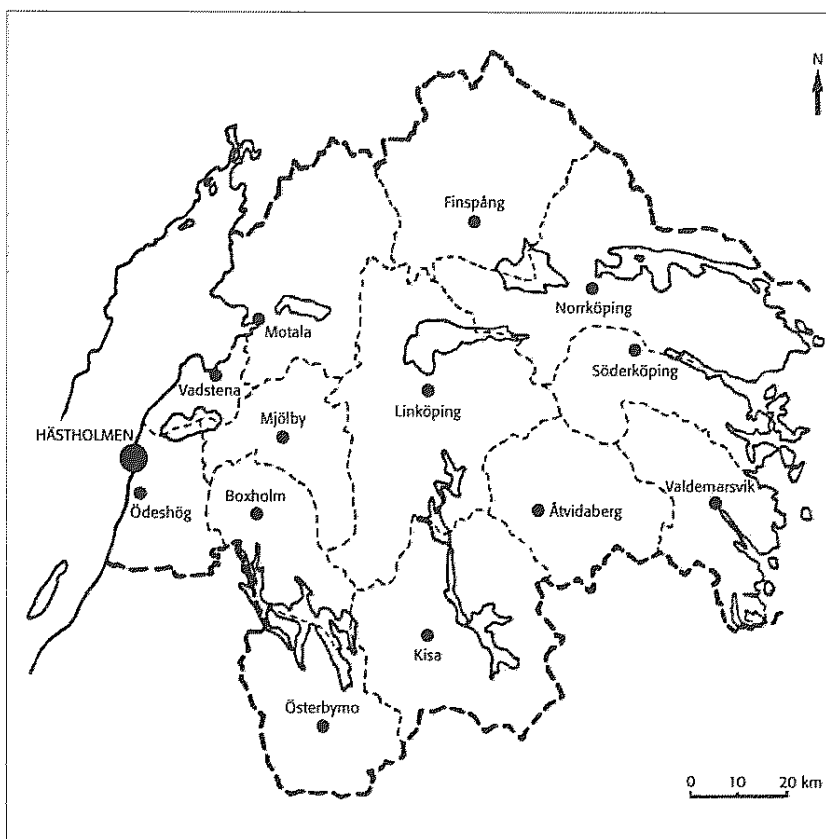 N
Finspång
Norrköping
Motala
Söderköping
Vadstena
Linköping
Mjölby
HÄSTHOLMEN
Valdemarsvik
Boxholm
Åtvidaberg
Ödeshög
Kisa
Österbymo
0 10 20 km